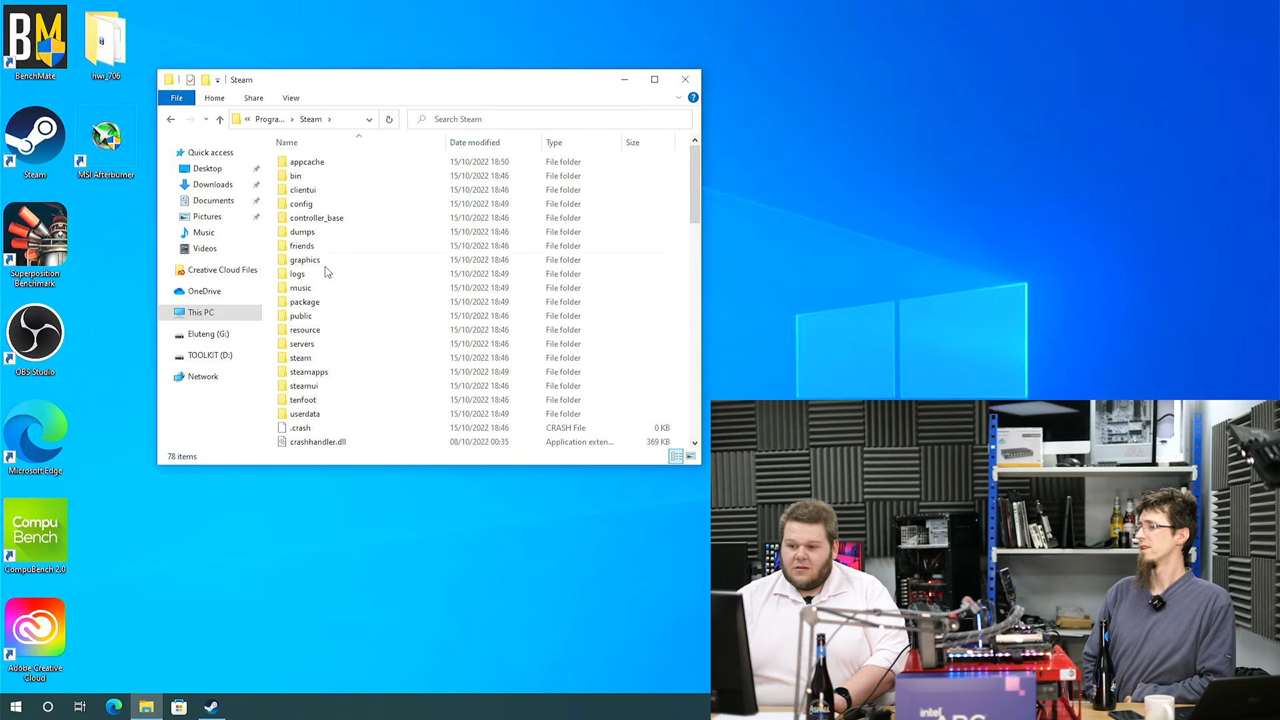 BM
BenchMate
hwi_706
Steam
MSI Afterburner
Superposition
Benchmark
OBS Studio
Microsoft Edge
Compu
Bench
CompuBench 2.0
Adobe Creative
Cloud
Steam
File
Home
Share
View
« Progra... > Steam >
Search Steam
Name
Date modified
Type
Size
Quick access
Desktop
Downloads
Documents
Pictures
Music
Videos
Creative Cloud Files
OneDrive
This PC
Eluteng (G:)
TOOLKIT (D:)
Network
appcache 15/10/2022 18:50 File folder
bin 15/10/2022 18:46 File folder
clientui 15/10/2022 18:46 File folder
config 15/10/2022 18:49 File folder
controller_base 15/10/2022 18:46 File folder
dumps 15/10/2022 18:46 File folder
friends 15/10/2022 18:46 File folder
graphics 15/10/2022 18:46 File folder
logs 15/10/2022 18:49 File folder
music 15/10/2022 18:49 File folder
package 15/10/2022 18:49 File folder
public 15/10/2022 18:46 File folder
resource 15/10/2022 18:46 File folder
servers 15/10/2022 18:46 File folder
steam 15/10/2022 18:46 File folder
steamapps 15/10/2022 18:46 File folder
steamui 15/10/2022 18:46 File folder
tenfoot 15/10/2022 18:46 File folder
userdata 15/10/2022 18:49 File folder
.crash 15/10/2022 18:46 CRASH File 0 KB
crashhandler.dll 08/10/2022 00:35 Application exten... 369 KB
78 items
intel
ARC